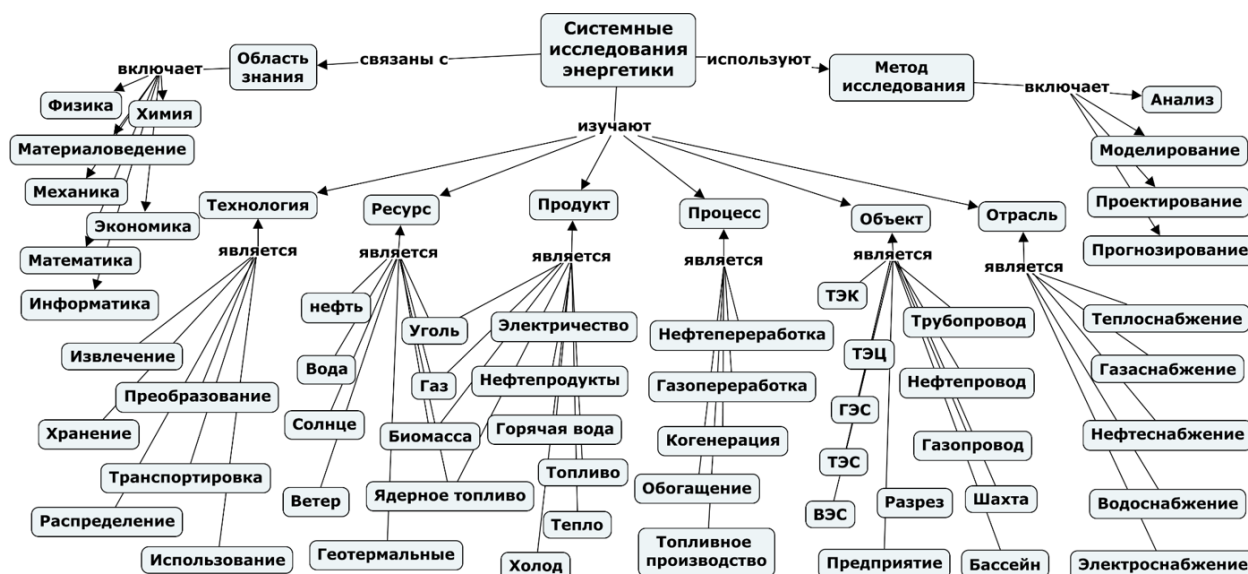 Системные
исследования
энергетики
связаны с
используют
изучают
Область
знания
включает
Физика
Химия
Материаловедение
Механика
Экономика
Математика
Информатика
Метод
исследования
включает
Анализ
Моделирование
Проектирование
Прогнозирование
Технология
является
Извлечение
Преобразование
Хранение
Транспортировка
Распределение
Использование
Ресурс
является
нефть
Уголь
Вода
Газ
Солнце
Биомасса
Ветер
Ядерное топливо
Геотермальные
Продукт
является
Электричество
Нефтепродукты
Горячая вода
Топливо
Тепло
Холод
Процесс
является
Нефтепереработка
Газопереработка
Когенерация
Обогащение
Топливное
производство
Объект
является
ТЭК
Трубопровод
ТЭЦ
Нефтепровод
ГЭС
Газопровод
ТЭС
Шахта
ВЭС
Разрез
Предприятие
Бассейн
Отрасль
является
Теплоснабжение
Газаснабжение
Нефтеснабжение
Водоснабжение
Электроснабжение